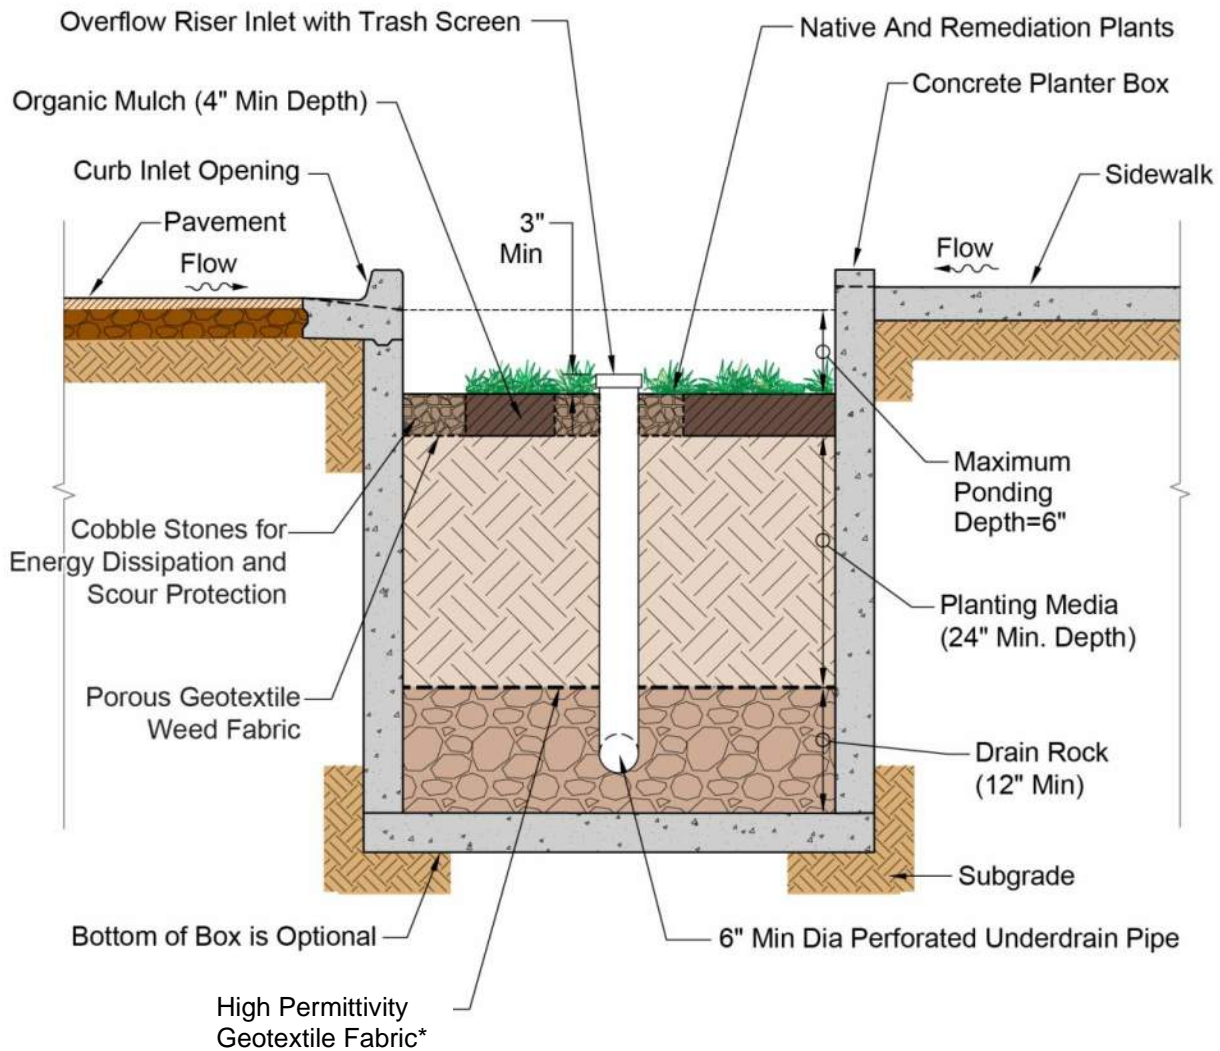 Overflow Riser Inlet with Trash Screen
Native And Remediation Plants
Concrete Planter Box
Organic Mulch (4" Min Depth)
Curb Inlet Opening
Sidewalk
Pavement
3"
Min
Flow
Flow
Maximum
Ponding
Depth=6"
Cobble Stones for
Energy Dissipation and
Scour Protection
Planting Media
(24" Min. Depth)
Porous Geotextile
Weed Fabric
Drain Rock
(12" Min)
Subgrade
Bottom of Box is Optional
6" Min Dia Perforated Underdrain Pipe
High Permittivity
Geotextile Fabric*